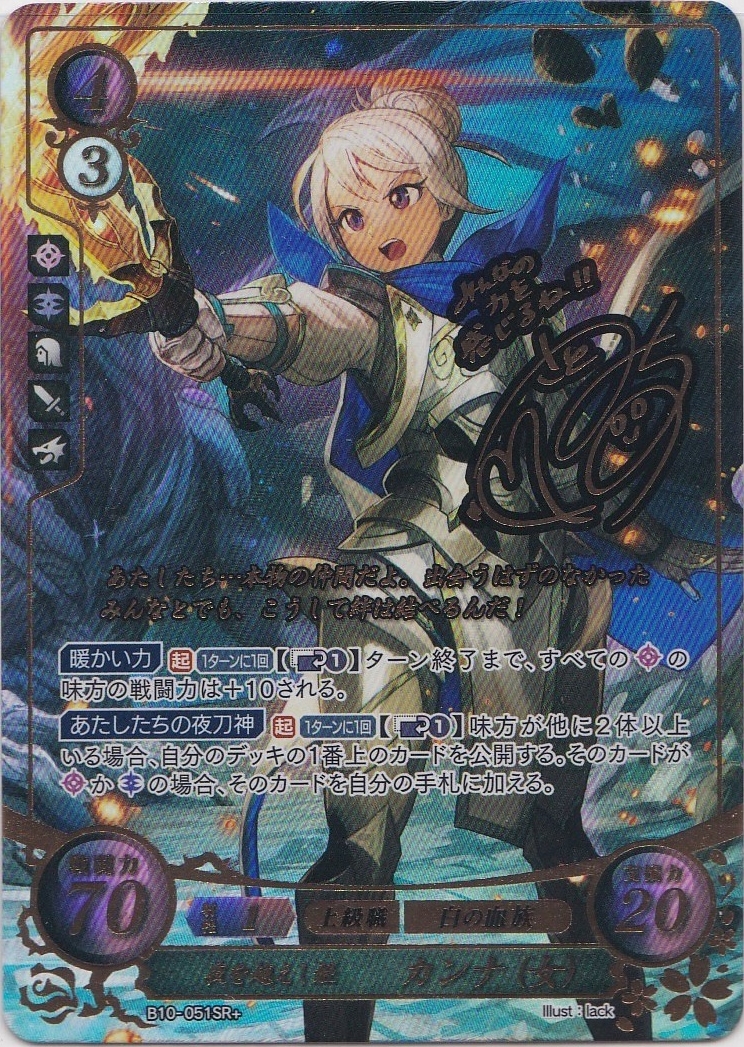 4
3
みんなの
力を
感じるね!!
あたしたち…本物の仲間だよ。出会うはずのなかった
みんなとでも、こうして絆は結べるんだ!
暖かい力 起 1ターンに1回【1】ターン終了まで、すべての の
味方の戦闘力は+10される。
あたしたちの夜刀神 起 1ターンに1回【1】味方が他に2体以上
いる場合、自分のデッキの1番上のカードを公開する。そのカードが
か の場合、そのカードを自分の手札に加える。
戦闘力
70
射程 1 上級職 白の血族
支援力
20
カンナ(女)
B10-051SR+
Illust:lack